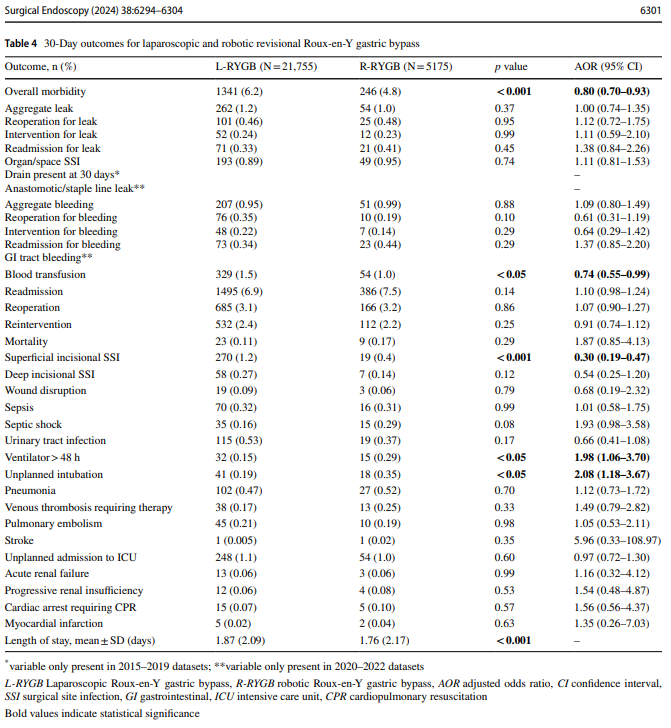 Surgical Endoscopy (2024) 38:6294–6304 6301
Table 4 30-Day outcomes for laparoscopic and robotic revisional Roux-en-Y gastric bypass
Outcome, n (%) L-RYGB (N=21,755) R-RYGB (N=5175) p value AOR (95% CI)
Overall morbidity 1341 (6.2) 246 (4.8) <0.001 0.80 (0.70–0.93)
Aggregate leak 262 (1.2) 54 (1.0) 0.37 1.00 (0.74–1.35)
Reoperation for leak 101 (0.46) 25 (0.48) 0.95 1.12 (0.72–1.75)
Intervention for leak 52 (0.24) 12 (0.23) 0.99 1.11 (0.59–2.10)
Readmission for leak 71 (0.33) 21 (0.41) 0.45 1.38 (0.84–2.26)
Organ/space SSI 193 (0.89) 49 (0.95) 0.74 1.11 (0.81–1.53)
Drain present at 30 days* –
Anastomotic/staple line leak** –
Aggregate bleeding 207 (0.95) 51 (0.99) 0.88 1.09 (0.80–1.49)
Reoperation for bleeding 76 (0.35) 10 (0.19) 0.10 0.61 (0.31–1.19)
Intervention for bleeding 48 (0.22) 7 (0.14) 0.29 0.64 (0.29–1.42)
Readmission for bleeding 73 (0.34) 23 (0.44) 0.29 1.37 (0.85–2.20)
GI tract bleeding**
Blood transfusion 329 (1.5) 54 (1.0) <0.05 0.74 (0.55–0.99)
Readmission 1495 (6.9) 386 (7.5) 0.14 1.10 (0.98–1.24)
Reoperation 685 (3.1) 166 (3.2) 0.86 1.07 (0.90–1.27)
Reintervention 532 (2.4) 112 (2.2) 0.25 0.91 (0.74–1.12)
Mortality 23 (0.11) 9 (0.17) 0.29 1.87 (0.85–4.13)
Superficial incisional SSI 270 (1.2) 19 (0.4) <0.001 0.30 (0.19–0.47)
Deep incisional SSI 58 (0.27) 7 (0.14) 0.12 0.54 (0.25–1.20)
Wound disruption 19 (0.09) 3 (0.06) 0.79 0.68 (0.19–2.32)
Sepsis 70 (0.32) 16 (0.31) 0.99 1.01 (0.58–1.75)
Septic shock 35 (0.16) 15 (0.29) 0.08 1.93 (0.98–3.58)
Urinary tract infection 115 (0.53) 19 (0.37) 0.17 0.66 (0.41–1.08)
Ventilator>48 h 32 (0.15) 15 (0.29) <0.05 1.98 (1.06–3.70)
Unplanned intubation 41 (0.19) 18 (0.35) <0.05 2.08 (1.18–3.67)
Pneumonia 102 (0.47) 27 (0.52) 0.70 1.12 (0.73–1.72)
Venous thrombosis requiring therapy 38 (0.17) 13 (0.25) 0.33 1.49 (0.79–2.82)
Pulmonary embolism 45 (0.21) 10 (0.19) 0.98 1.05 (0.53–2.11)
Stroke 1 (0.005) 1 (0.02) 0.35 5.96 (0.33–108.97)
Unplanned admission to ICU 248 (1.1) 54 (1.0) 0.60 0.97 (0.72–1.30)
Acute renal failure 13 (0.06) 3 (0.06) 0.99 1.16 (0.32–4.12)
Progressive renal insufficiency 12 (0.06) 4 (0.08) 0.53 1.54 (0.48–4.87)
Cardiac arrest requiring CPR 15 (0.07) 5 (0.10) 0.57 1.56 (0.56–4.37)
Myocardial infarction 5 (0.02) 2 (0.04) 0.63 1.35 (0.26–7.03)
Length of stay, mean±SD (days) 1.87 (2.09) 1.76 (2.17) <0.001 –
*variable only present in 2015–2019 datasets; **variable only present in 2020–2022 datasets
L-RYGB Laparoscopic Roux-en-Y gastric bypass, R-RYGB robotic Roux-en-Y gastric bypass, AOR adjusted odds ratio, CI confidence interval,
SSI surgical site infection, GI gastrointestinal, ICU intensive care unit, CPR cardiopulmonary resuscitation
Bold values indicate statistical significance